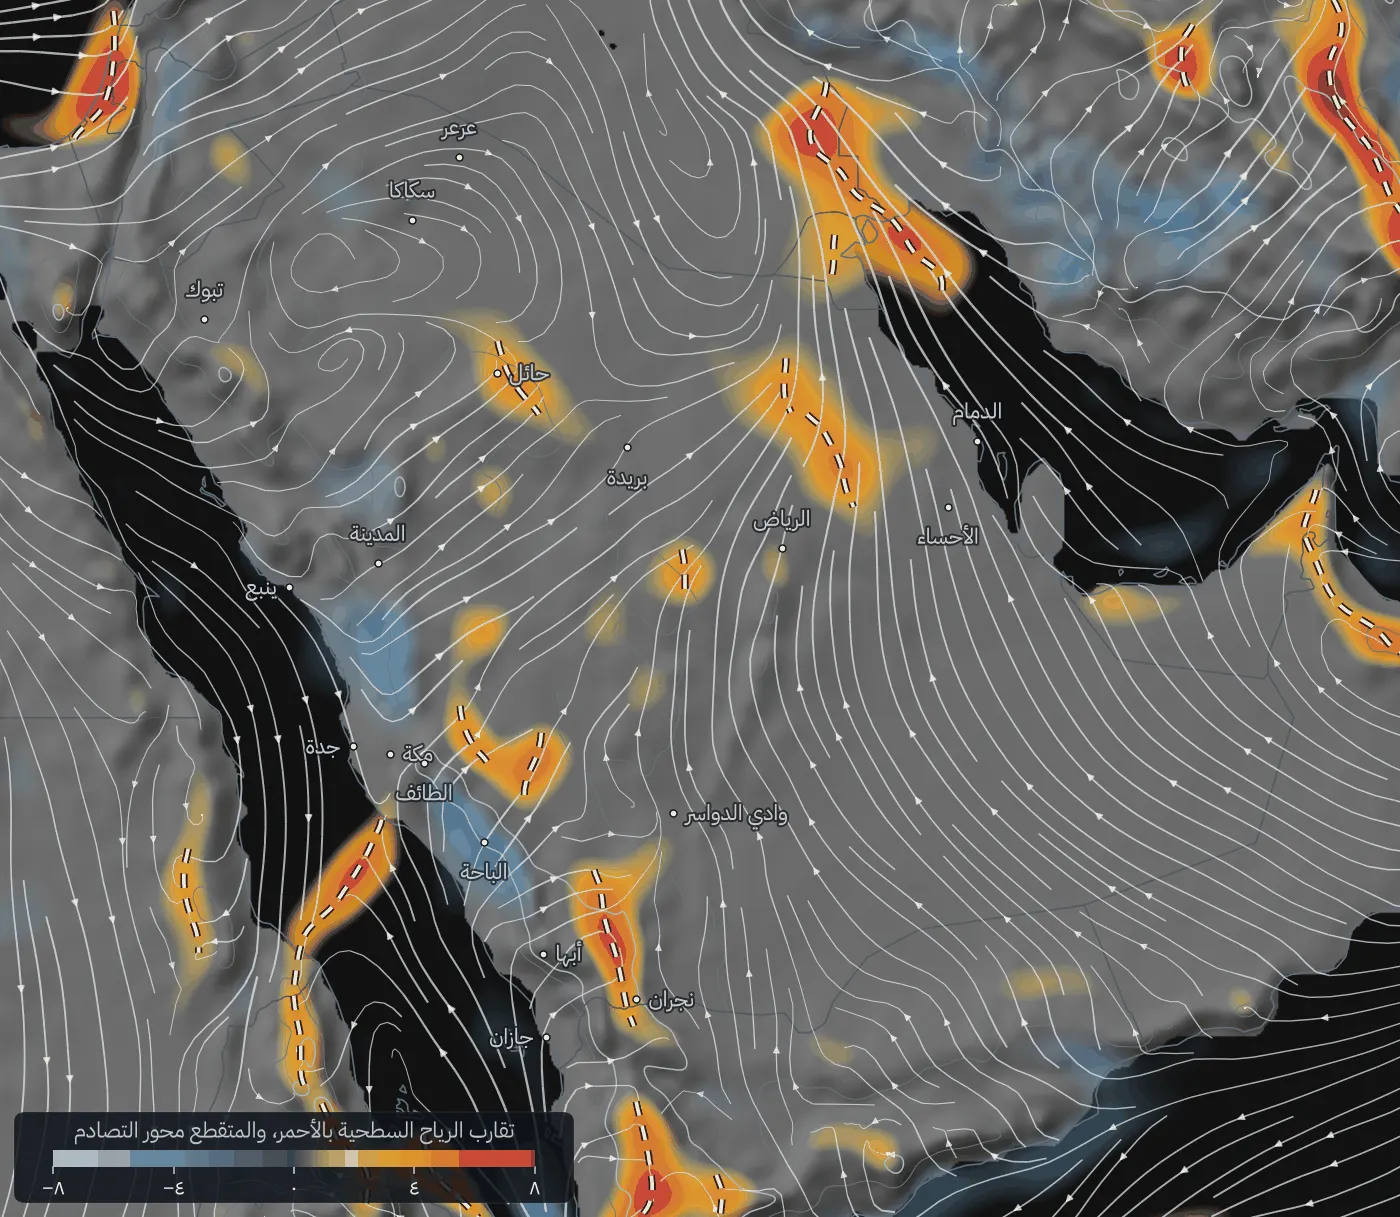 عرعر
سكاكا
تبوك
حائل
الدمام
بريدة
الأحساء
الرياض
المدينة
ينبع
جدة
مكة
الطائف
وادي الدواسر
الباحة
أبها
نجران
جازان
تقارب الرياح السطحية بالأحمر، والمتقطع محور التصادم
−٨ −٤ ٠ ٤ ٨